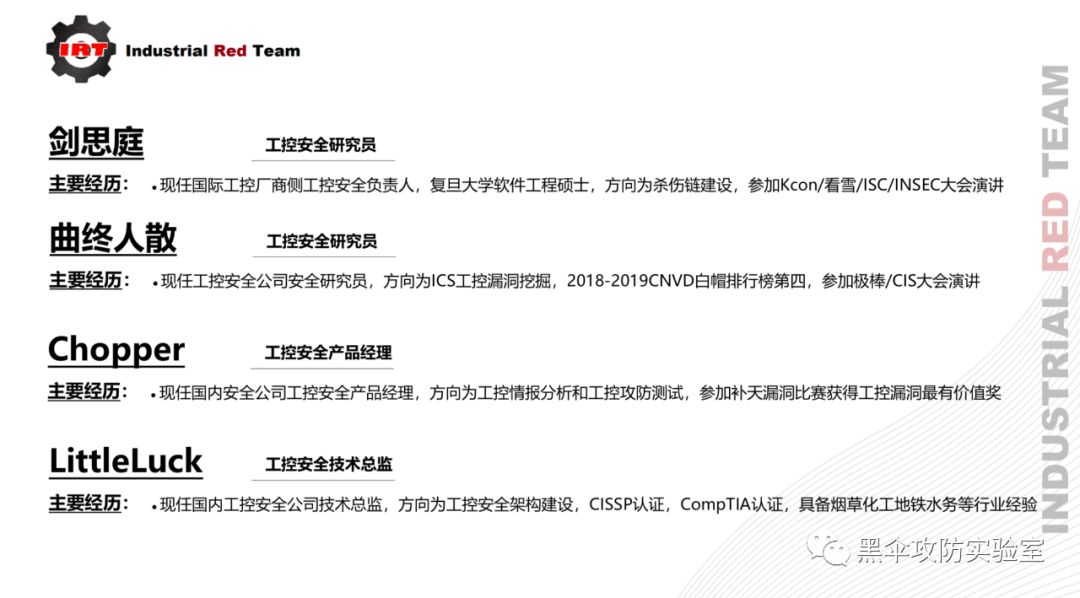 IRT Industrial Red Team
剑思庭 工控安全研究员
主要经历： •现任国际工控厂商侧工控安全负责人，复旦大学软件工程硕士，方向为杀伤链建设，参加Kcon/看雪/ISC/INSEC大会演讲
曲终人散 工控安全研究员
主要经历： •现任工控安全公司安全研究员，方向为ICS工控漏洞挖掘，2018-2019CNVD白帽排行榜第四，参加极棒/CIS大会演讲
Chopper 工控安全产品经理
主要经历： •现任国内安全公司工控安全产品经理，方向为工控情报分析和工控攻防测试，参加补天漏洞比赛获得工控漏洞最有价值奖
LittleLuck 工控安全技术总监
主要经历： •现任国内工控安全公司技术总监，方向为工控安全架构建设，CISSP认证，CompTIA认证，具备烟草化工地铁水务等行业经验
INDUSTRIAL RED TEAM
黑伞攻防实验室